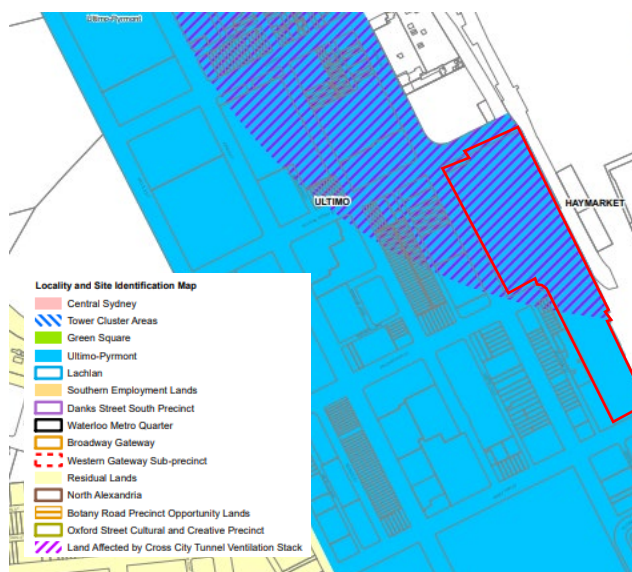 Ultimo-Pyrmont
ULTIMO
HAYMARKET
Locality and Site Identification Map
Central Sydney
Tower Cluster Areas
Green Square
Ultimo-Pyrmont
Lachlan
Southern Employment Lands
Danks Street South Precinct
Waterloo Metro Quarter
Broadway Gateway
Western Gateway Sub-precinct
Residual Lands
North Alexandria
Botany Road Precinct Opportunity Lands
Oxford Street Cultural and Creative Precinct
Land Affected by Cross City Tunnel Ventilation Stack